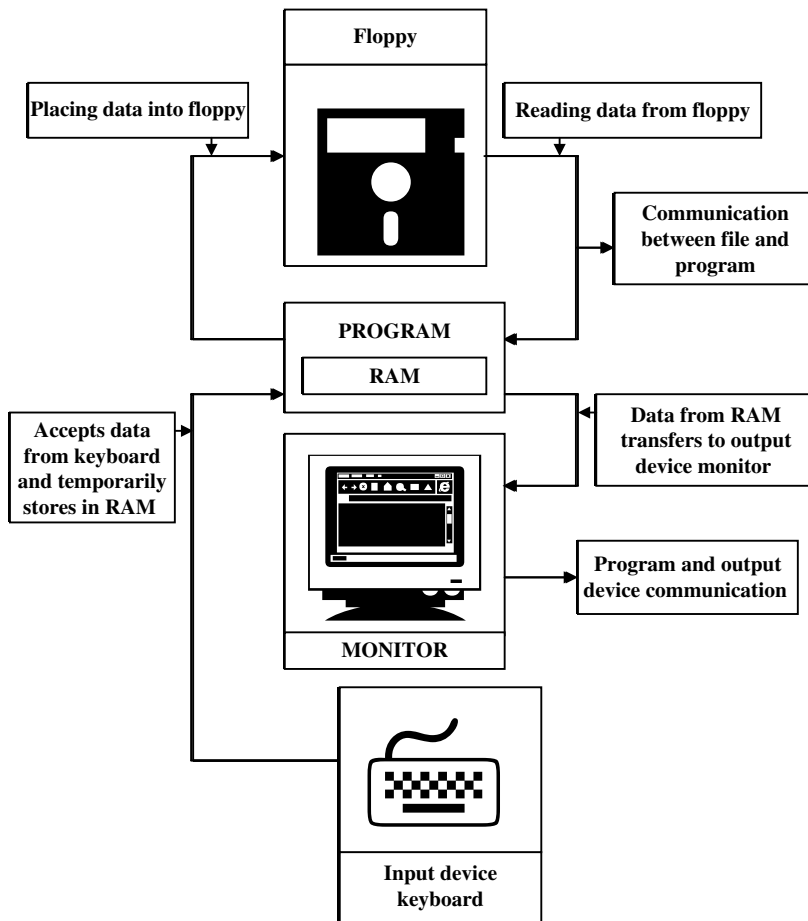 Floppy
Placing data into floppy
Reading data from floppy
Communication
between file and
program
PROGRAM
RAM
Accepts data
from keyboard
and temporarily
stores in RAM
Data from RAM
transfers to output
device monitor
Program and output
device communication
MONITOR
Input device
keyboard